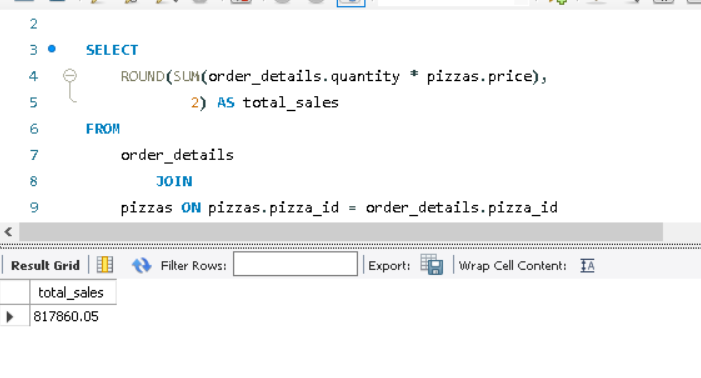 2
3 SELECT
4 ROUND(SUM(order_details.quantity * pizzas.price),
5 2) AS total_sales
6 FROM
7 order_details
8 JOIN
9 pizzas ON pizzas.pizza_id = order_details.pizza_id
Result Grid Filter Rows: Export: Wrap Cell Content: IA
total_sales
817860.05